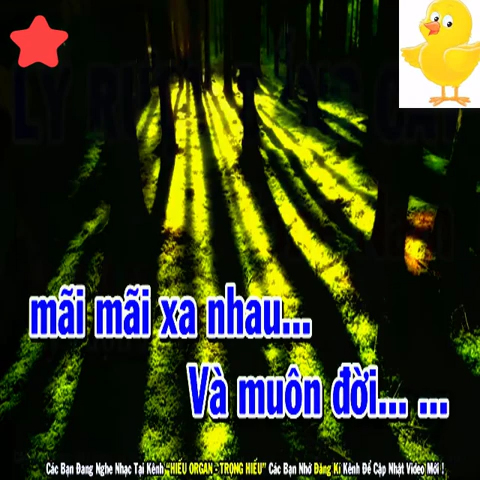 mãi mãi xa nhau...
Và muôn đời... ...
Các Bạn Đang Nghe Nhạc Tại Kênh "HIẾU ORGAN - TRỌNG HIẾU" Các Bạn Nhớ Đăng Kí Kênh Để Cập Nhật Video Mới !